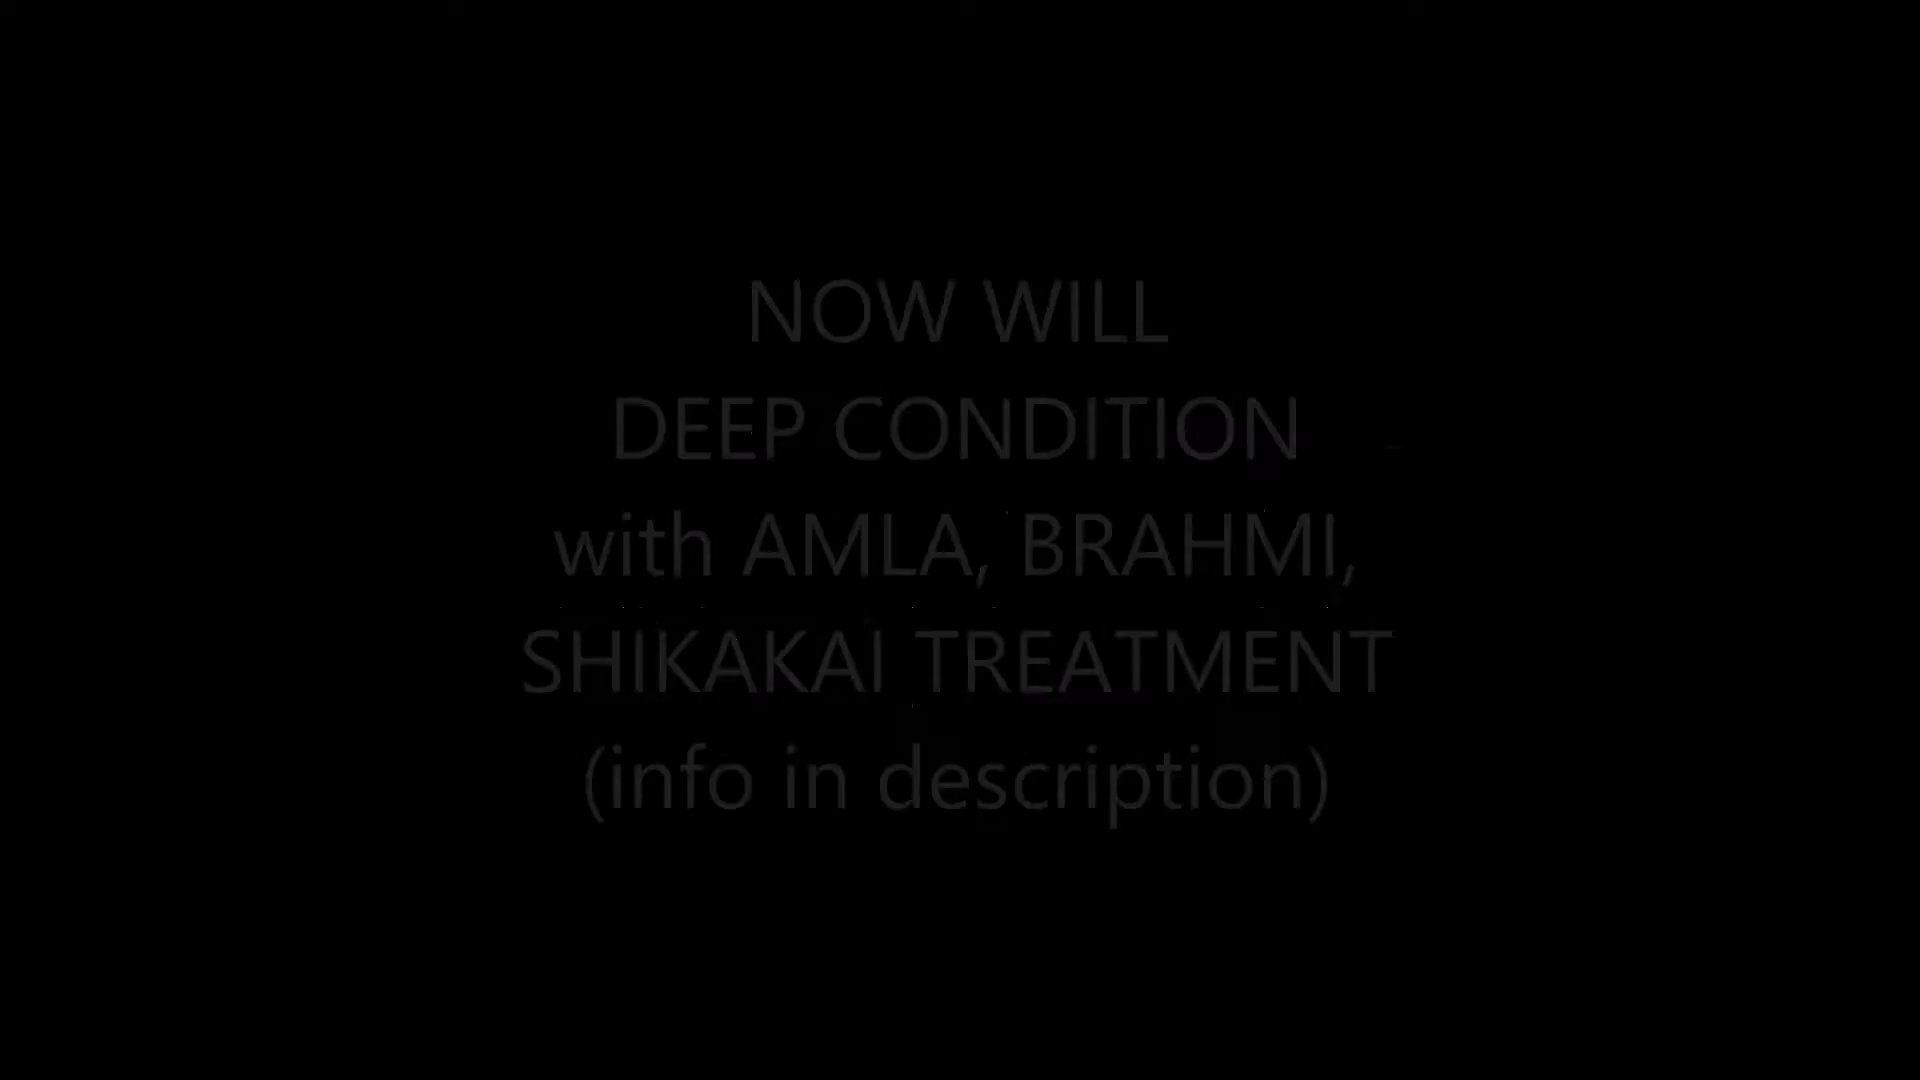 NOW WILL
DEEP CONDITION
with AMLA, BRAHMI,
SHIKAKAI TREATMENT
(info in description)